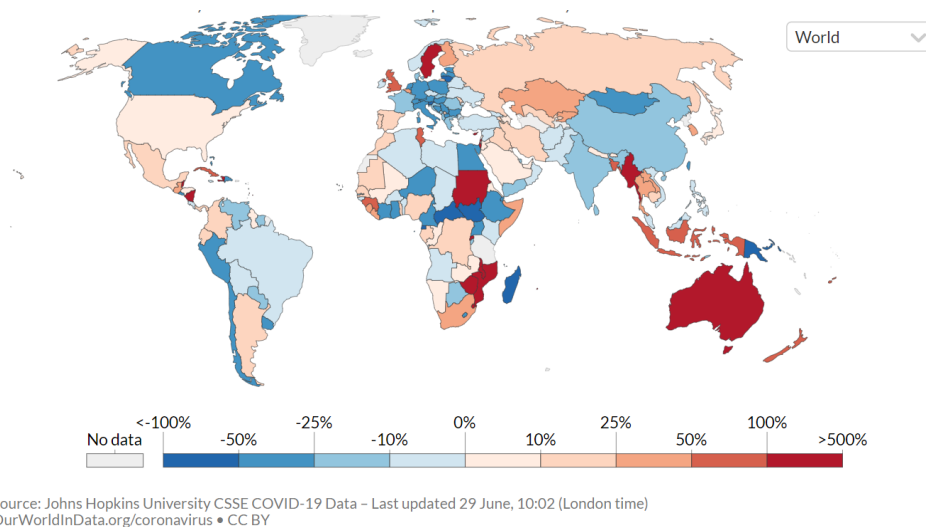 World
<-100% -25% 0% 25% 100%
No data -50% -10% 10% 50% >500%
ource: Johns Hopkins University CSSE COVID-19 Data – Last updated 29 June, 10:02 (London time)
OurWorldInData.org/coronavirus • CC BY